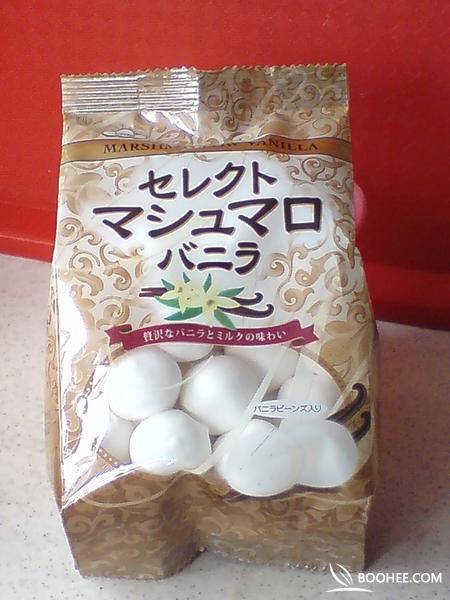 MARSHMALLOW VANILLA
セレクト
マシュマロ
バニラ
贅沢なバニラとミルクの味わい
バニラビーンズ入り
BOOHEE.COM